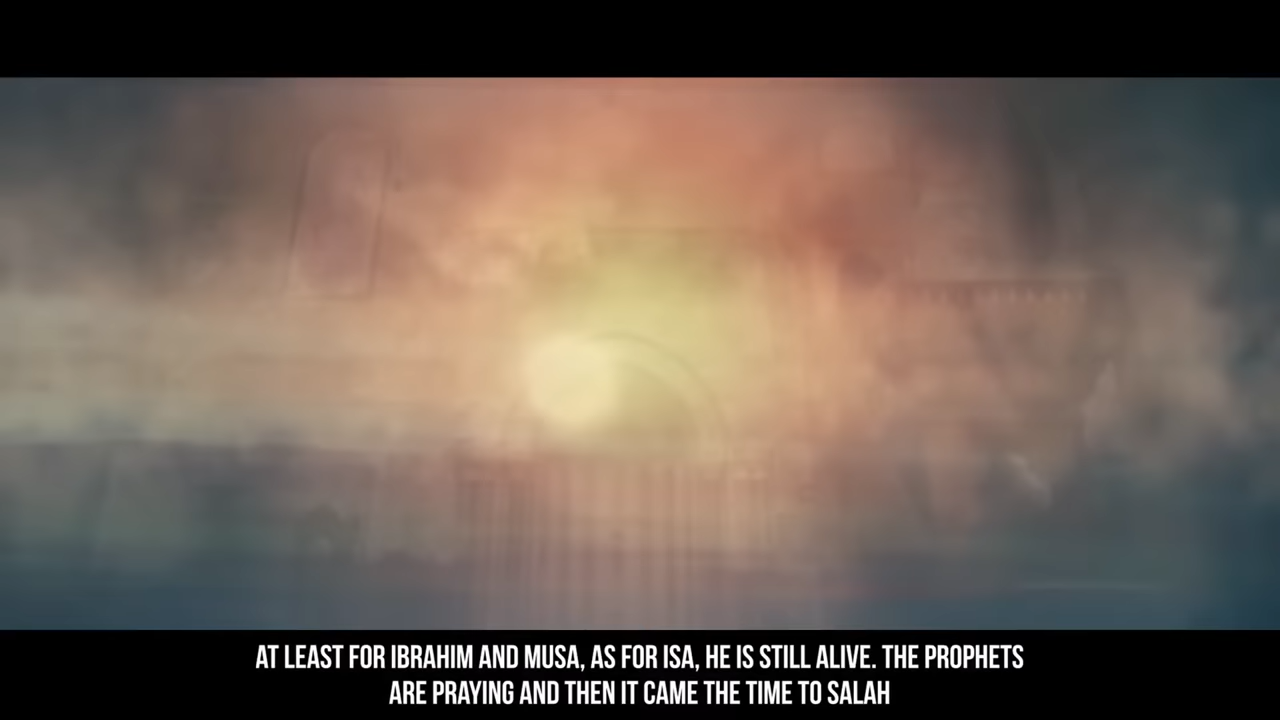 AT LEAST FOR IBRAHIM AND MUSA, AS FOR ISA, HE IS STILL ALIVE. THE PROPHETS
ARE PRAYING AND THEN IT CAME THE TIME TO SALAH